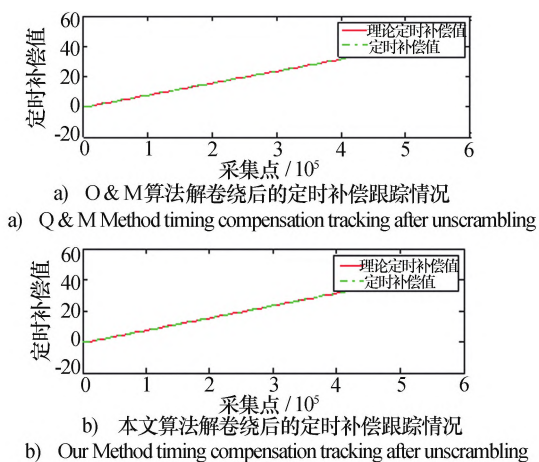 60
40
20
0
-20
定时补偿值
理论定时补偿值
定时补偿值
0 1 2 3 4 5 6
采集点 / 10⁵
a) O & M算法解卷绕后的定时补偿跟踪情况
a) Q & M Method timing compensation tracking after unscrambling
60
40
20
0
-20
定时补偿值
理论定时补偿值
定时补偿值
0 1 2 3 4 5 6
采集点 / 10⁵
b) 本文算法解卷绕后的定时补偿跟踪情况
b) Our Method timing compensation tracking after unscrambling